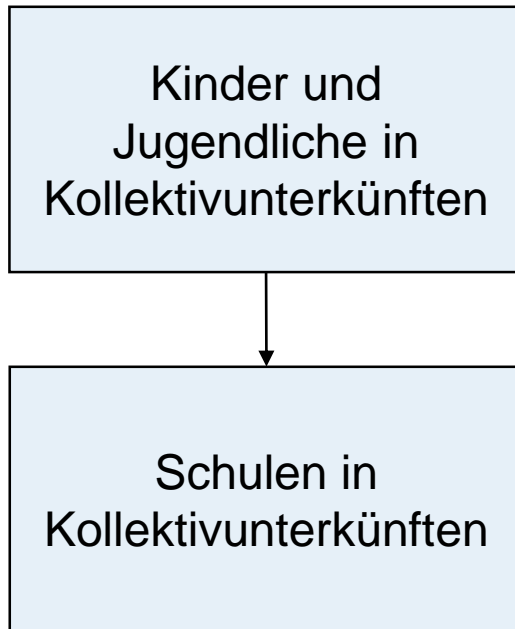 Kinder und
Jugendliche in
Kollektivunterkünften
Schulen in
Kollektivunterkünften